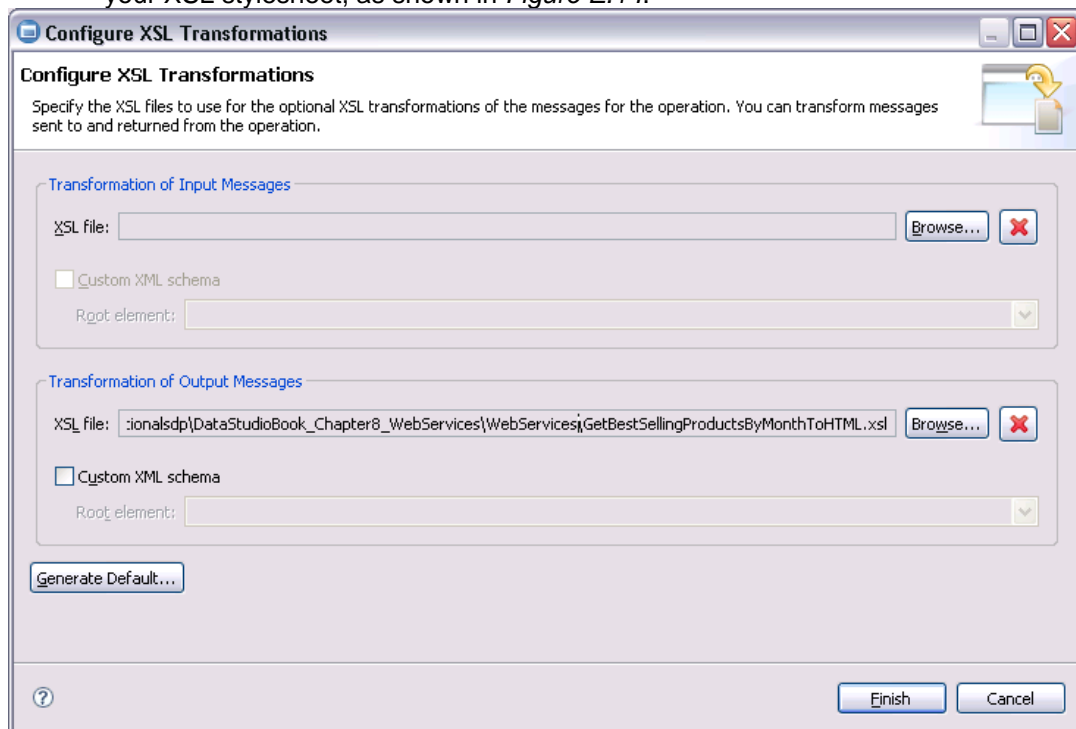 your XSL stylesheet, as shown in Figure E.14.
Configure XSL Transformations
Configure XSL Transformations
Specify the XSL files to use for the optional XSL transformations of the messages for the operation. You can transform messages
sent to and returned from the operation.
Transformation of Input Messages
XSL file:
Browse...
Custom XML schema
Root element:
Transformation of Output Messages
XSL file: :ionalsdp\DataStudioBook_Chapter8_WebServices\WebServices\GetBestSellingProductsByMonthToHTML.xsl Browse...
Custom XML schema
Root element:
Generate Default...
Finish Cancel